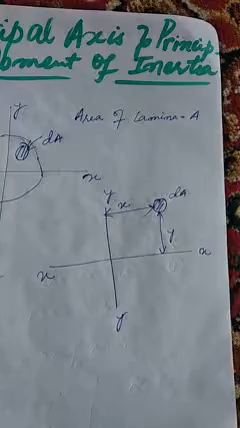 ipal Axis & Princip
oment Of Inertia
y
dA
Area Of Lamina = A
x
y
x
dA
y
x
x
y